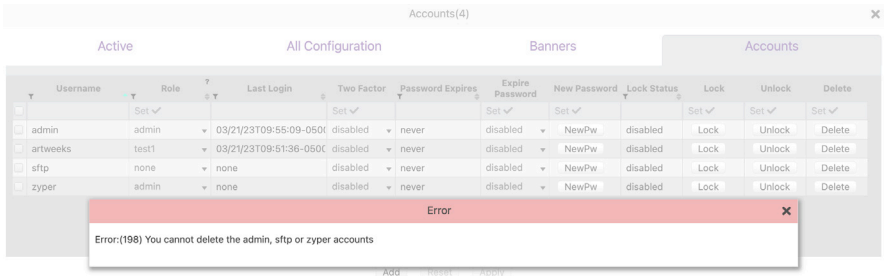 Accounts(4)
Active All Configuration Banners Accounts
Username Role ? Last Login Two Factor Password Expires Expire Password New Password Lock Status Lock Unlock Delete
Set Set Set Set Set Set Set
admin admin 03/21/23T09:55:09-050( disabled never disabled NewPw disabled Lock Unlock Delete
artweeks test1 03/21/23T09:51:36-050( disabled never disabled NewPw disabled Lock Unlock Delete
sftp none none disabled never disabled NewPw disabled Lock Unlock Delete
zyper admin none disabled never disabled NewPw disabled Lock Unlock Delete
Error
Error:(198) You cannot delete the admin, sftp or zyper accounts
Add Reset Apply